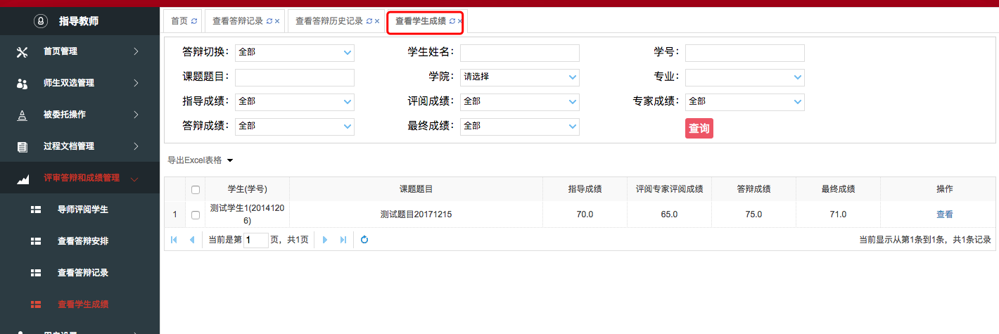 指导教师
首页管理
师生双选管理
被委托操作
过程文档管理
评审答辩和成绩管理
导师评阅学生
查看答辩安排
查看答辩记录
查看学生成绩
首页 查看答辩记录 查看答辩历史记录 查看学生成绩
答辩切换： 全部 学生姓名： 学号：
课题题目： 学院： 请选择 专业：
指导成绩： 全部 评阅成绩： 全部 专家成绩： 全部
答辩成绩： 全部 最终成绩： 全部 查询
导出Excel表格
学生(学号) 课题题目 指导成绩 评阅专家评阅成绩 答辩成绩 最终成绩 操作
1 测试学生1(2014120
6) 测试题目20171215 70.0 65.0 75.0 71.0 查看
当前是第 1 页，共1页 当前显示从第1条到1条，共1条记录